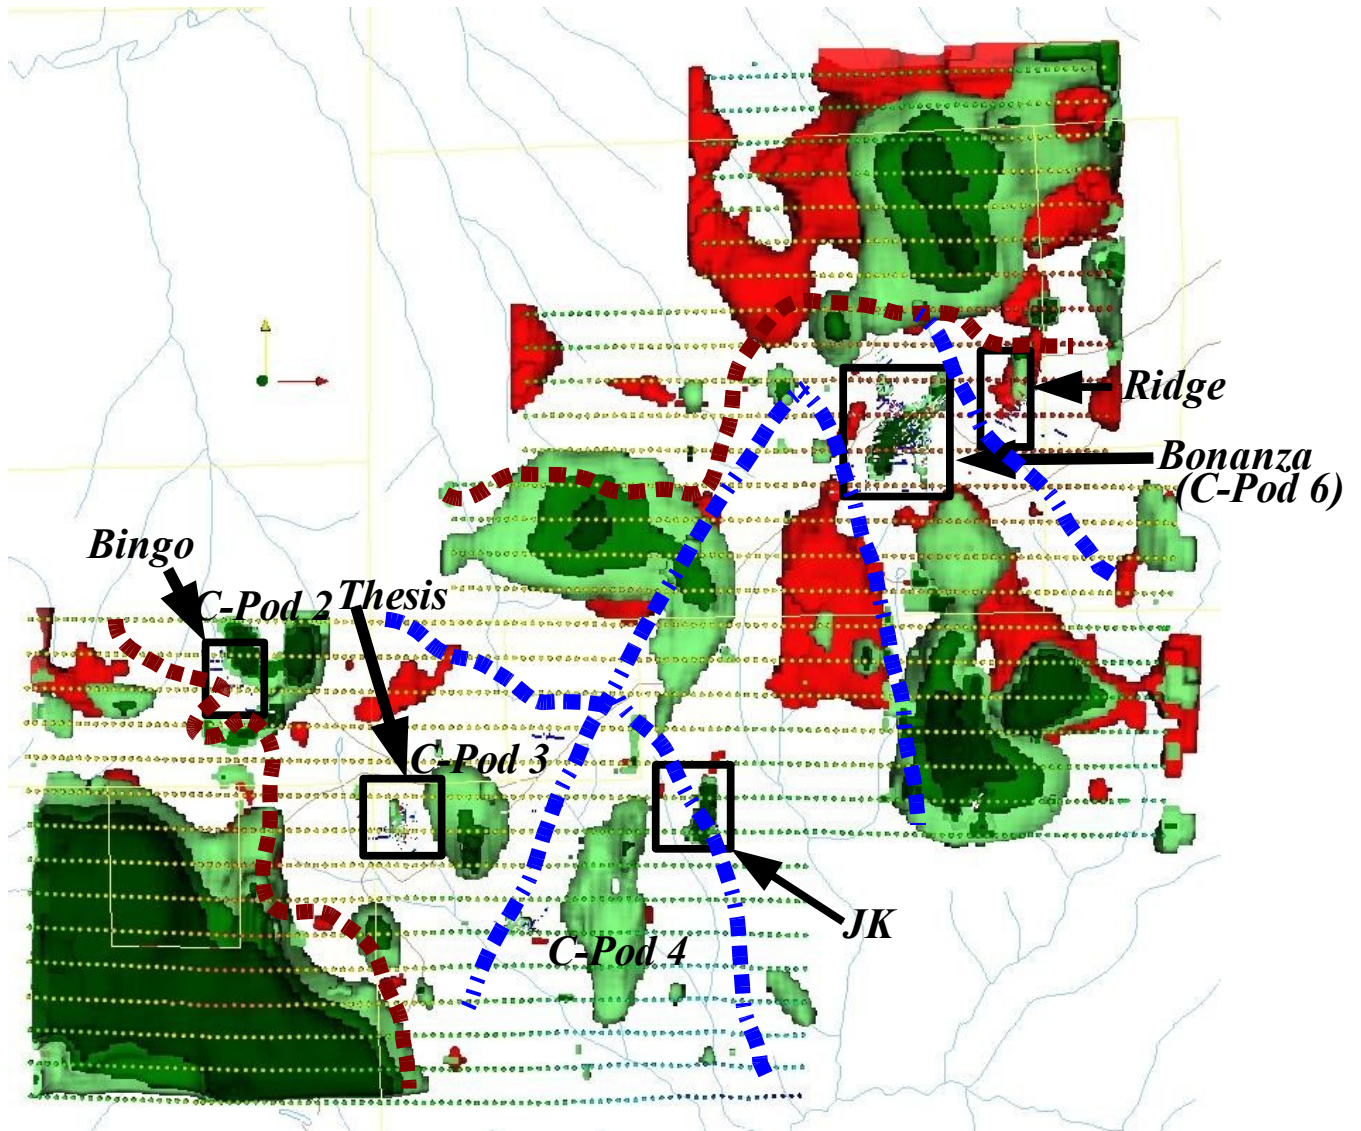 Ridge
Bonanza
(C-Pod 6)
Bingo
C-Pod 2
Thesis
C-Pod 3
JK
C-Pod 4